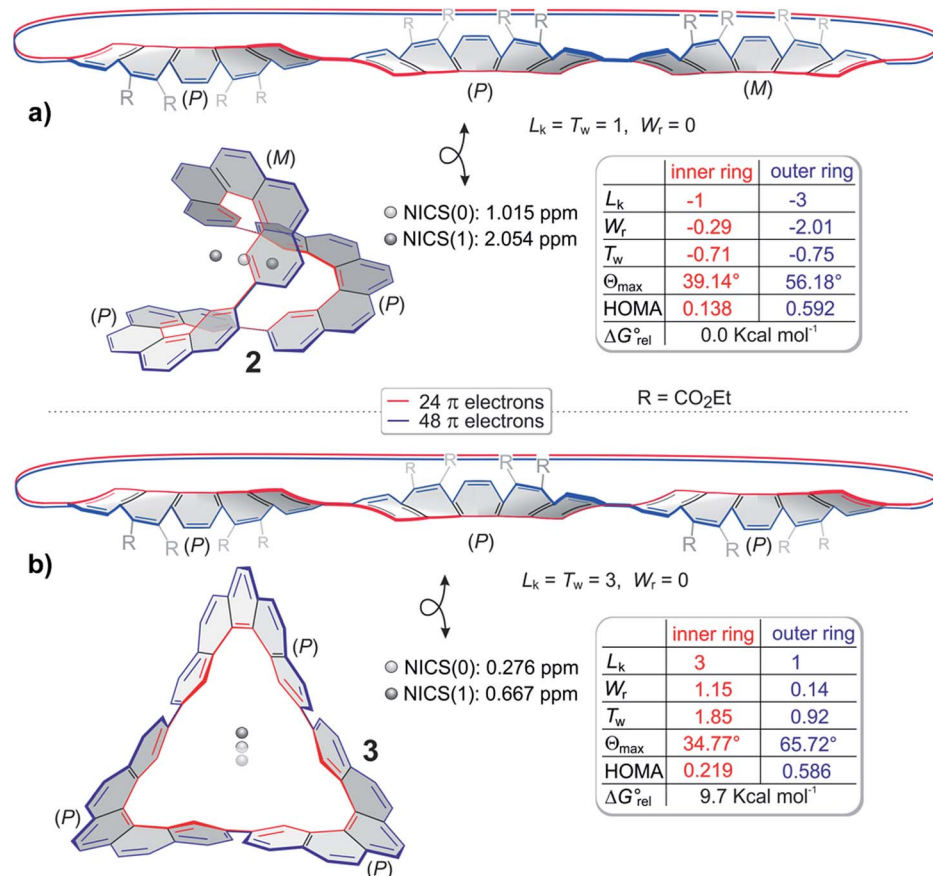 R R R R R R R R
R R R R
(P) (P) (M)
a)
Lk = Tw = 1, Wr = 0
(M)
NICS(0): 1.015 ppm
NICS(1): 2.054 ppm
(P)
(P)
2
inner ring outer ring
Lk -1 -3
Wr -0.29 -2.01
Tw -0.71 -0.75
Θmax 39.14° 56.18°
HOMA 0.138 0.592
ΔG°rel 0.0 Kcal mol-1
24 π electrons
48 π electrons
R = CO2Et
R R R R
R R (P) R R (P) R R (P) R R
b)
Lk = Tw = 3, Wr = 0
NICS(0): 0.276 ppm
NICS(1): 0.667 ppm
(P)
3
(P)
(P)
inner ring outer ring
Lk 3 1
Wr 1.15 0.14
Tw 1.85 0.92
Θmax 34.77° 65.72°
HOMA 0.219 0.586
ΔG°rel 9.7 Kcal mol-1